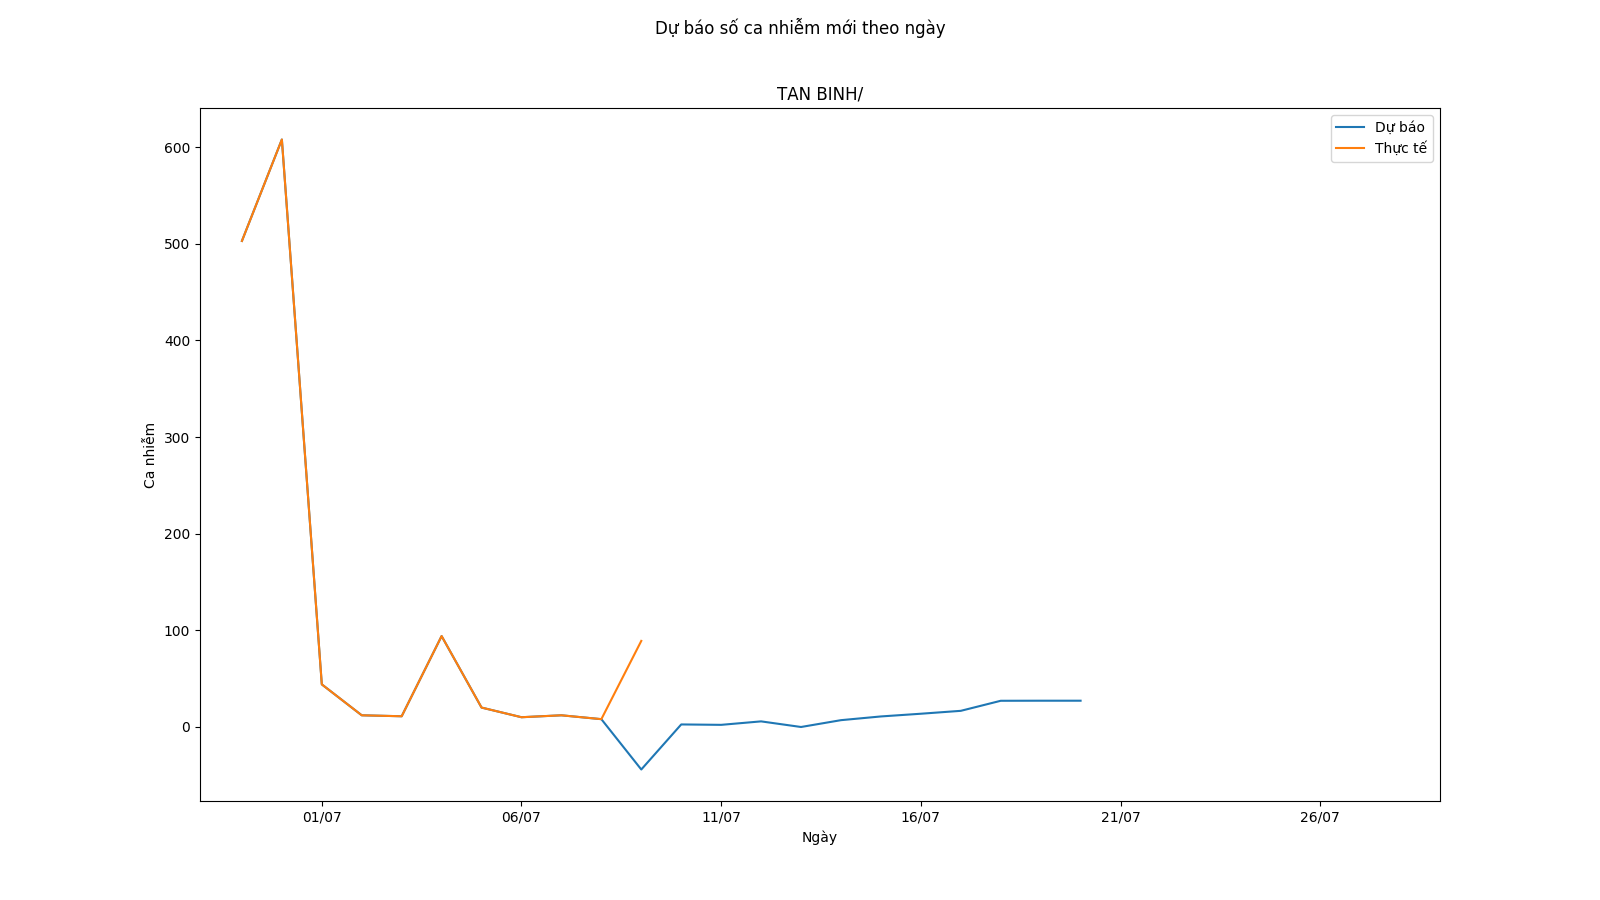 Dự báo số ca nhiễm mới theo ngày
TAN BINH/
Dự báo
Thực tế
600
500
400
300
200
100
0
Ca nhiễm
01/07
06/07
11/07
16/07
21/07
26/07
Ngày